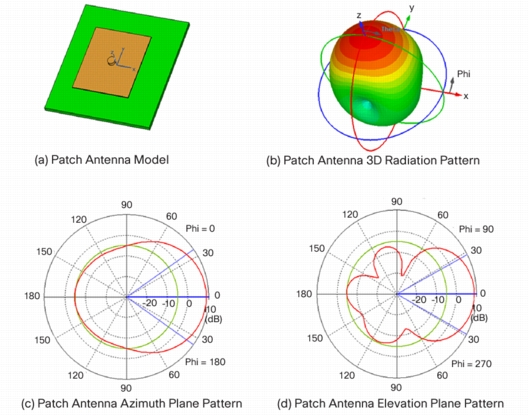 z
y
Theta
Phi
x
(a) Patch Antenna Model
(b) Patch Antenna 3D Radiation Pattern
90
120
60
Phi = 0
150
30
180
-20 -10 0
0
10
(dB)
150
30
120
60
Phi = 180
90
90
120
60
Phi = 90
150
30
180
-20 -10 0
0
10
(dB)
150
30
120
60
Phi = 270
90
(c) Patch Antenna Azimuth Plane Pattern
(d) Patch Antenna Elevation Plane Pattern